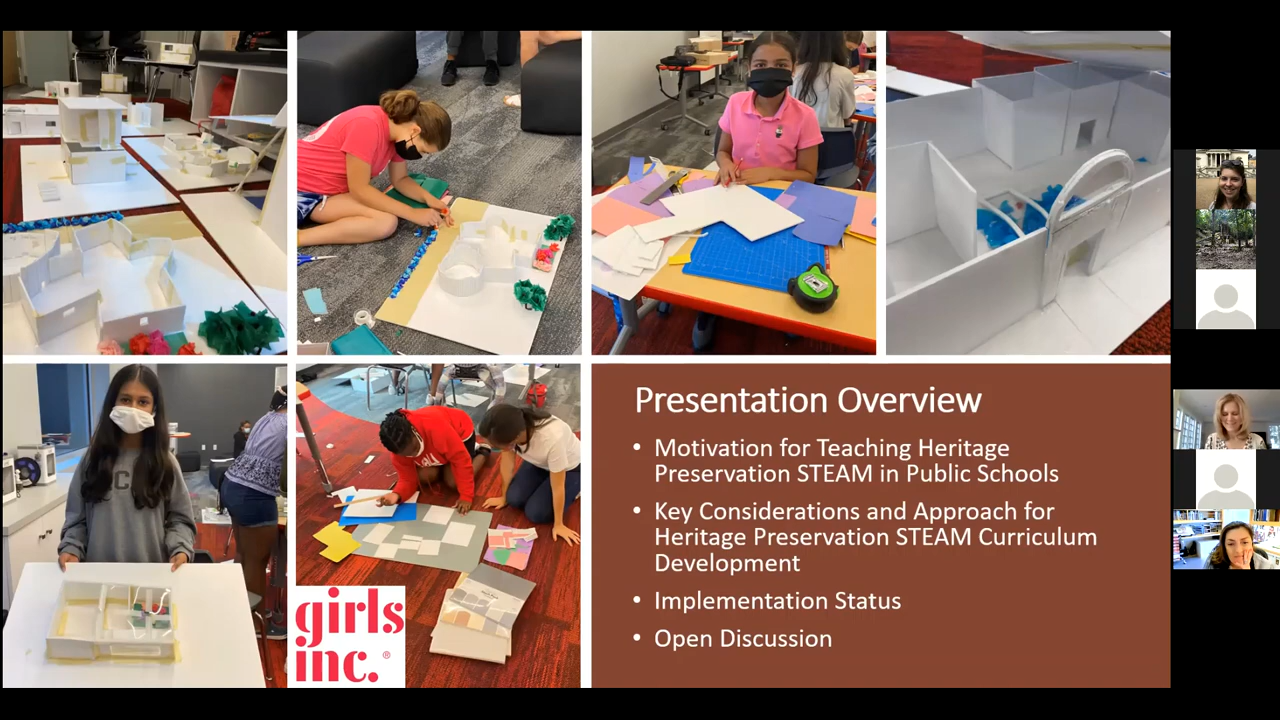 Presentation Overview
• Motivation for Teaching Heritage
Preservation STEAM in Public Schools
• Key Considerations and Approach for
Heritage Preservation STEAM Curriculum
Development
• Implementation Status
• Open Discussion
girls
inc.®